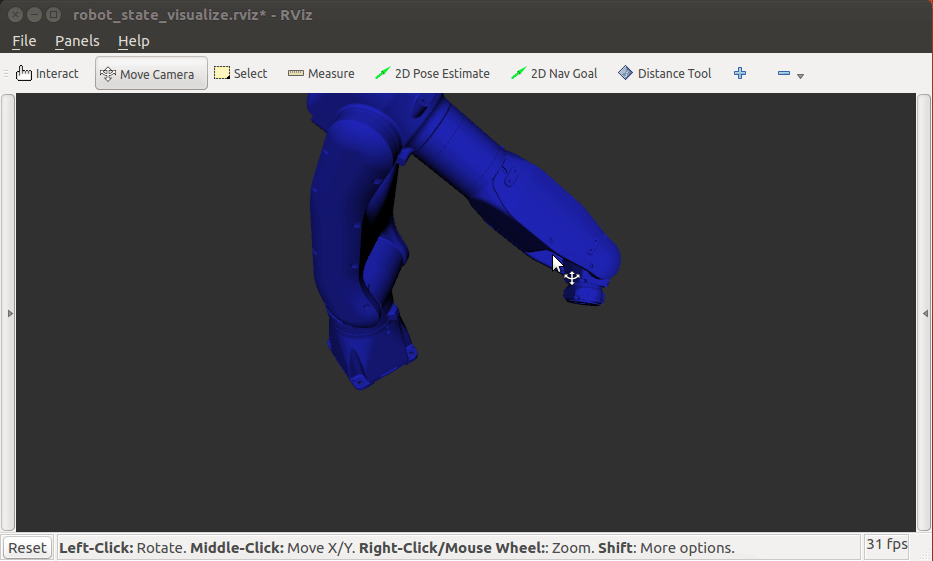 robot_state_visualize.rviz* - RViz
File Panels Help
Interact Move Camera Select Measure 2D Pose Estimate 2D Nav Goal Distance Tool
Reset Left-Click: Rotate. Middle-Click: Move X/Y. Right-Click/Mouse Wheel:: Zoom. Shift: More options. 31 fps